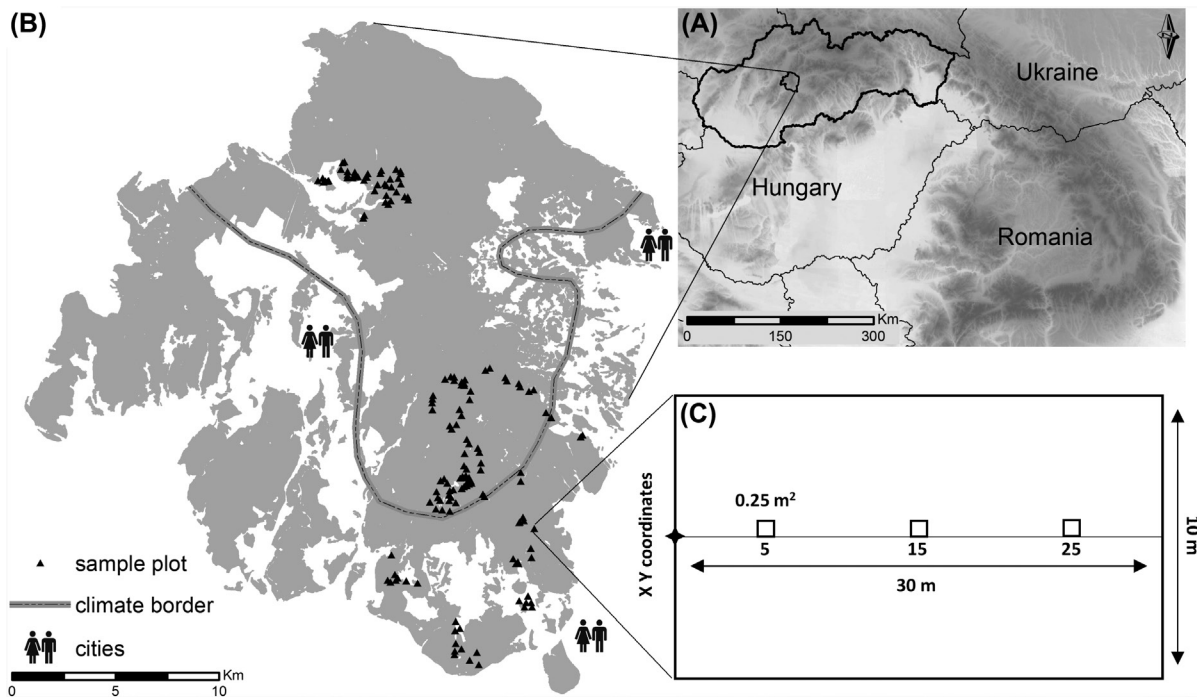 (B)
(A)
Ukraine
Hungary
Romania
Km
0 150 300
sample plot
climate border
cities
Km
0 5 10
(C)
X Y coordinates
0.25 m²
5 15 25
30 m
10 m